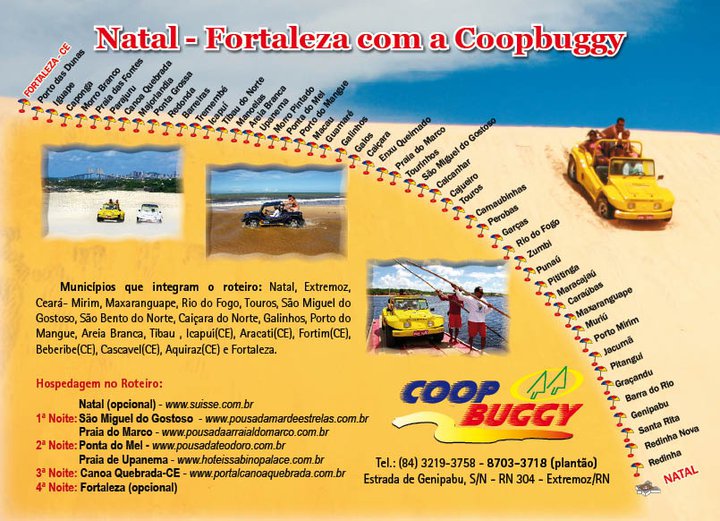 Natal - Fortaleza com a Coopbuggy
FORTALEZA - CE
Porto das Dunas
Iguape
Caponga
Morro Branco
Praia das Fontes
Parajuru
Canoa Quebrada
Majorlandia
Ponta Grossa
Redonda
Barreiras
Tremembé
Icapuí
Tibau do Norte
Manoelas
Areia Branca
Upanema
Morro Pintado
Ponta do Mel
Porto do Mangue
Macau
Guamaré
Galinhos
Galos
Caiçara
Enxu Queimado
Praia do Marco
Tourinhos
São Miguel do Gostoso
Caicanhar
Cajueiro
Touros
Carnaubinhas
Perobas
Garças
Rio do Fogo
Zumbi
Punaú
Pititinga
Maracajaú
Caraúbas
Maxaranguape
Muriú
Porto Mirim
Jacumã
Pitangui
Graçandu
Barra do Rio
Genipabu
Santa Rita
Redinha Nova
Redinha
NATAL
Municípios que integram o roteiro: Natal, Extremoz,
Ceará- Mirim, Maxaranguape, Rio do Fogo, Touros, São Miguel do
Gostoso, São Bento do Norte, Caiçara do Norte, Galinhos, Porto do
Mangue, Areia Branca, Tibau , Icapuí(CE), Aracati(CE), Fortim(CE),
Beberibe(CE), Cascavel(CE), Aquiraz(CE) e Fortaleza.
Hospedagem no Roteiro:
Natal (opcional) - www.suisse.com.br
1ª Noite: São Miguel do Gostoso - www.pousadamardeestrelas.com.br
Praia do Marco - www.pousadaarraialdomarco.com.br
2ª Noite: Ponta do Mel - www.pousadateodoro.com.br
Praia de Upanema - www.hoteissabinopalace.com.br
3ª Noite: Canoa Quebrada-CE - www.portalcanoaquebrada.com.br
4ª Noite: Fortaleza (opcional)
COOP
BUGGY
Tel.: (84) 3219-3758 - 8703-3718 (plantão)
Estrada de Genipabu, S/N - RN 304 - Extremoz/RN